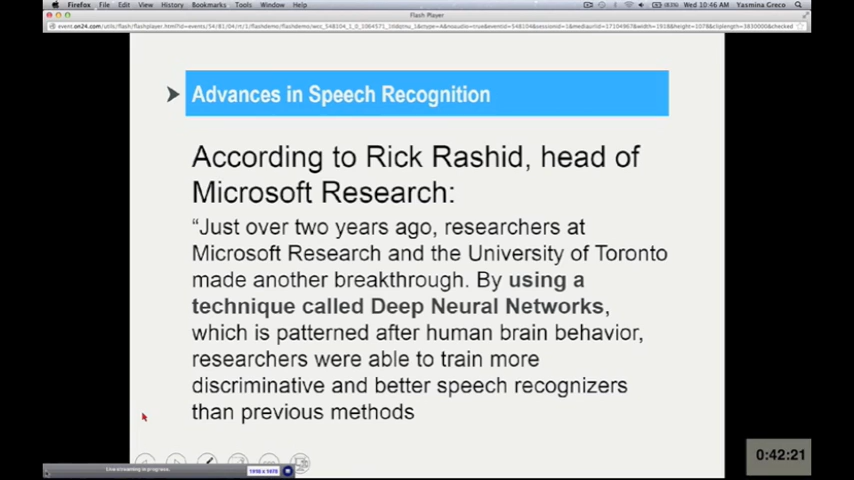 Firefox File Edit View History Bookmarks Tools Window Help Wed 10:46 AM Yasmina Greco
Flash Player
Advances in Speech Recognition
According to Rick Rashid, head of
Microsoft Research:
“Just over two years ago, researchers at
Microsoft Research and the University of Toronto
made another breakthrough. By using a
technique called Deep Neural Networks,
which is patterned after human brain behavior,
researchers were able to train more
discriminative and better speech recognizers
than previous methods
Live streaming in progress.
0:42:21